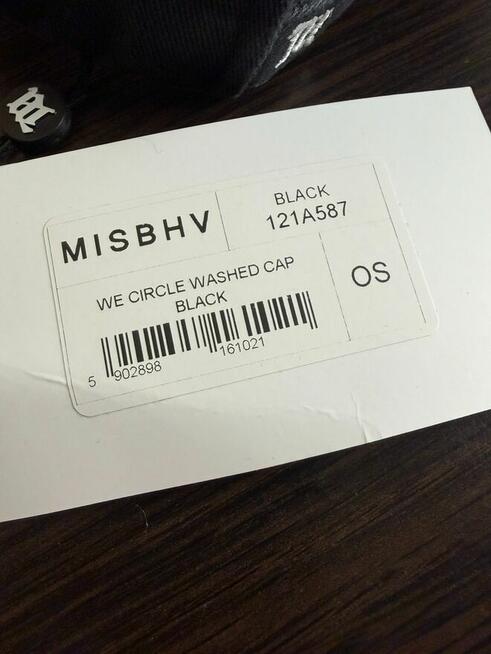 MISBHV
BLACK
121A587
WE CIRCLE WASHED CAP
BLACK
OS
5 902898 161021